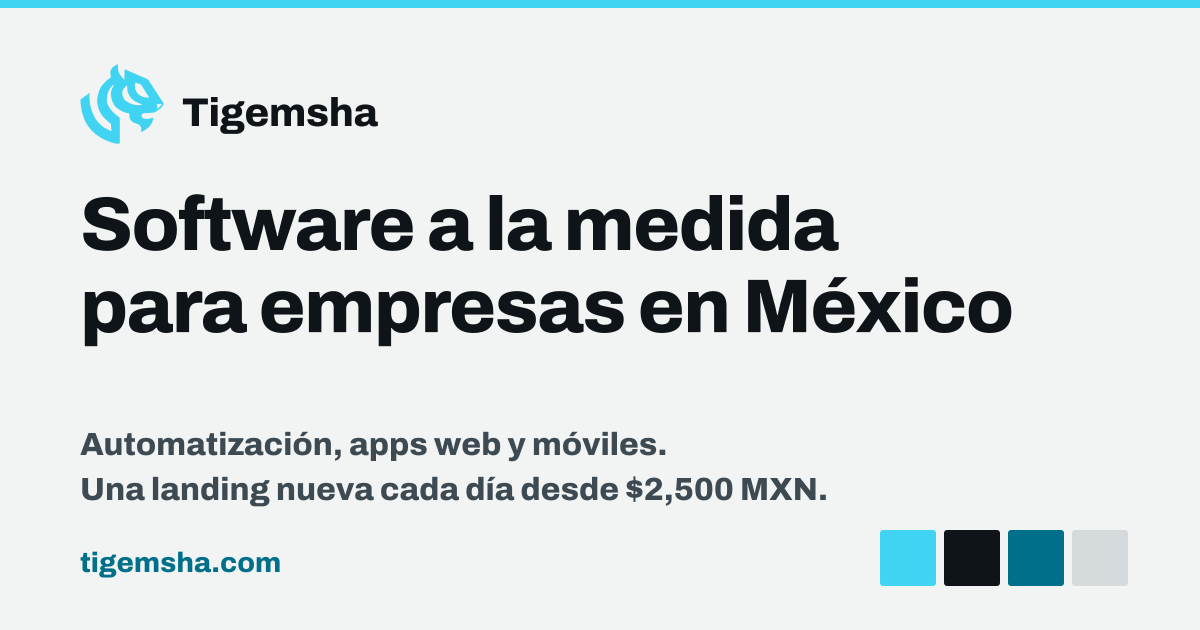 Tigemsha
Software a la medida
para empresas en México
Automatización, apps web y móviles.
Una landing nueva cada día desde $2,500 MXN.
tigemsha.com